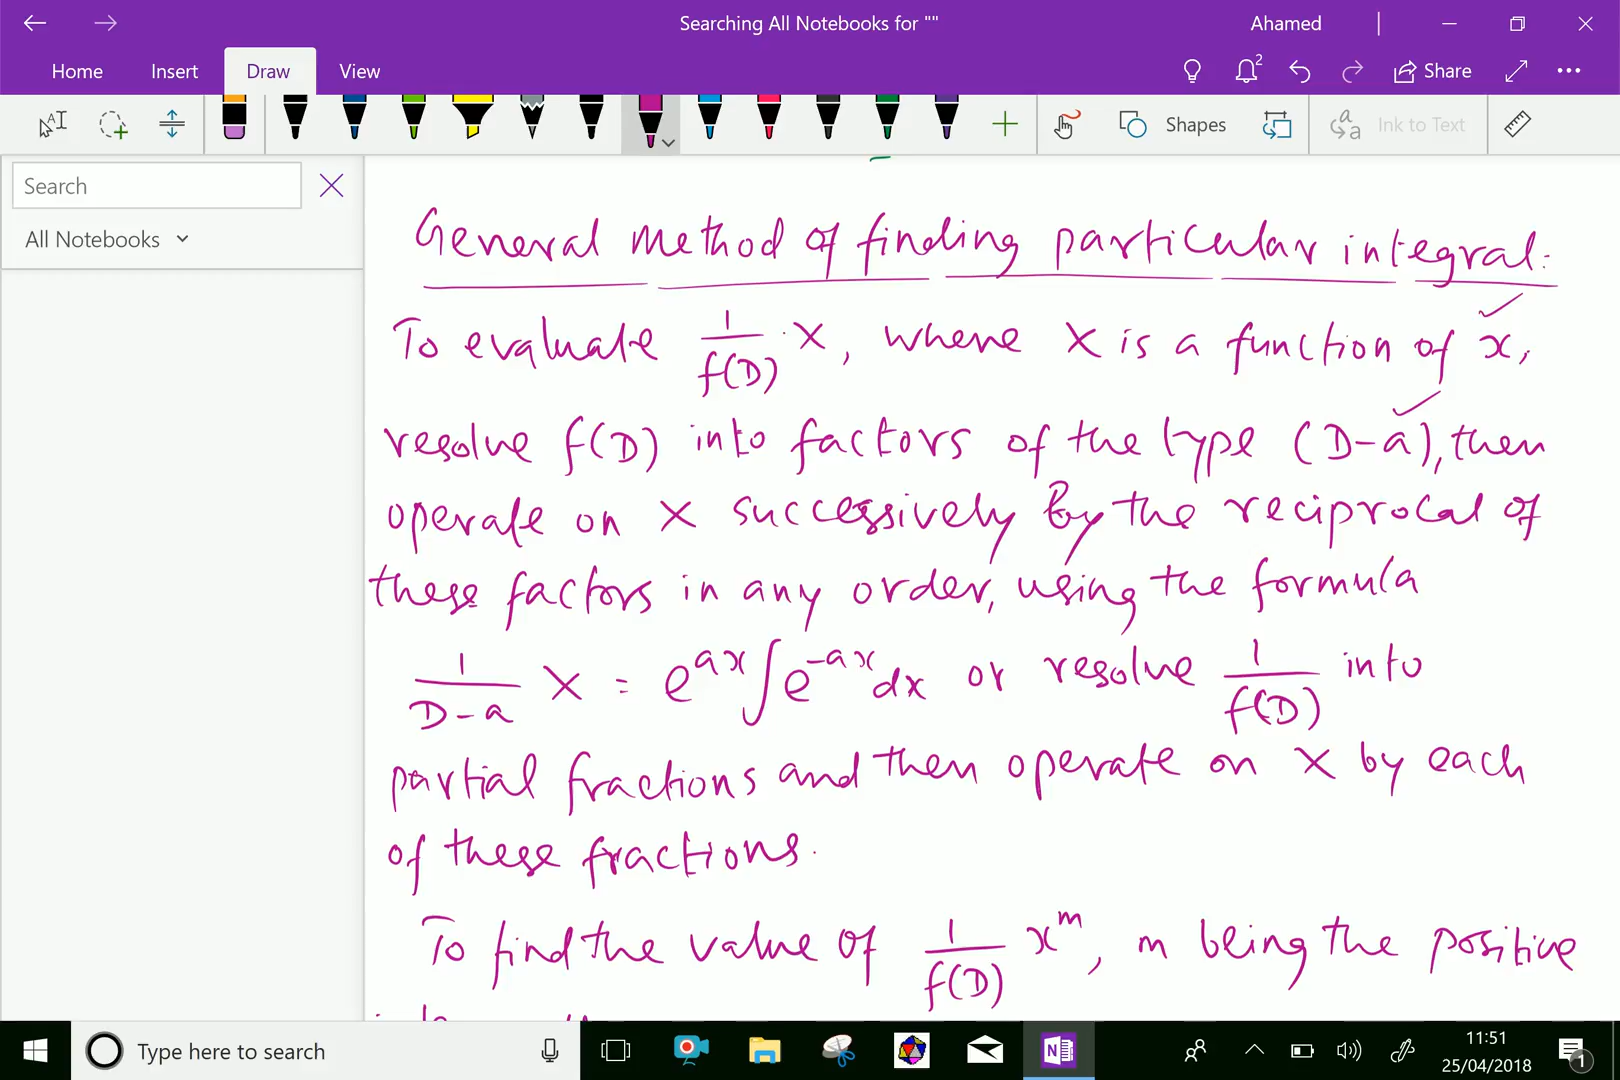 Searching All Notebooks for ""
Ahamed
Home Insert Draw View
2
Share
Shapes
Ink to Text
Search
All Notebooks
General method of finding particular integral:
To evaluate 1/f(D) · X, where X is a function of x,
resolve f(D) into factors of the type (D-a), then
operate on X successively by the reciprocal of
these factors in any order, using the formula
1/(D-a) X = e^{ax} ∫ e^{-ax} dx or resolve 1/f(D) into
partial fractions and then operate on X by each
of these fractions.
To find the value of 1/f(D) x^m, m being the positive
Type here to search
11:51
25/04/2018
1